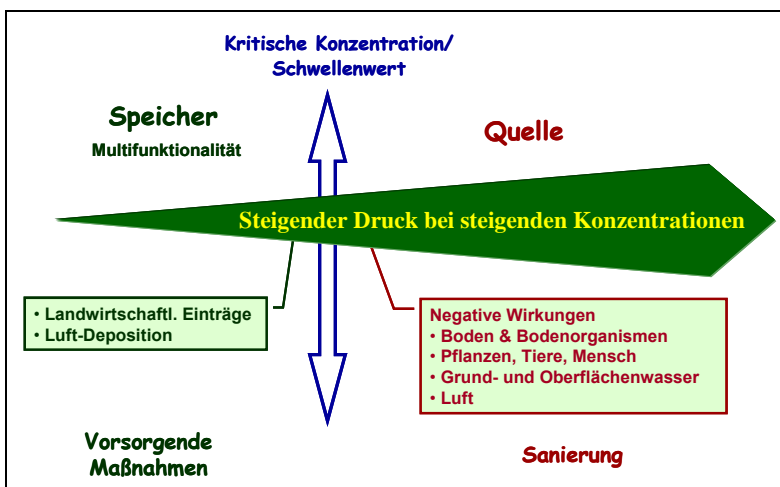 Kritische Konzentration/
Schwellenwert
Speicher
Multifunktionalität
Quelle
Steigender Druck bei steigenden Konzentrationen
• Landwirtschaftl. Einträge
• Luft-Deposition
Negative Wirkungen
• Boden & Bodenorganismen
• Pflanzen, Tiere, Mensch
• Grund- und Oberflächenwasser
• Luft
Vorsorgende
Maßnahmen
Sanierung